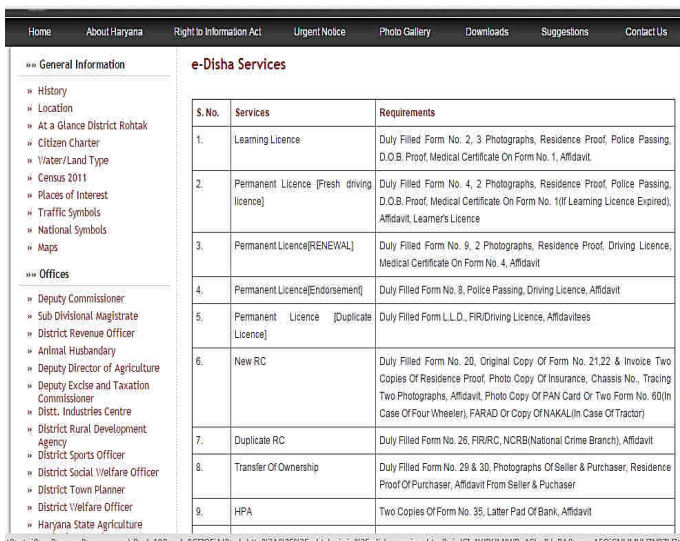 Home About Haryana Right to Information Act Urgent Notice Photo Gallery Downloads Suggestions Contact Us
»» General Information
» History
» Location
» At a Glance District Rohtak
» Citizen Charter
» Water/Land Type
» Census 2011
» Places of Interest
» Traffic Symbols
» National Symbols
» Maps
»» Offices
» Deputy Commissioner
» Sub Divisional Magistrate
» District Revenue Officer
» Animal Husbandary
» Deputy Director of Agriculture
» Deputy Excise and Taxation
Commissioner
» Distt. Industries Centre
» District Rural Development
Agency
» District Sports Officer
» District Social Welfare Officer
» District Town Planner
» District Welfare Officer
» Haryana State Agriculture
e-Disha Services
S. No. Services Requirements
1. Learning Licence Duly Filled Form No. 2, 3 Photographs, Residence Proof, Police Passing,
D.O.B. Proof, Medical Certificate On Form No. 1, Affidavit.
2. Permanent Licence [Fresh driving Duly Filled Form No. 4, 2 Photographs, Residence Proof, Police Passing,
licence] D.O.B. Proof, Medical Certificate On Form No. 1(If Learning Licence Expired),
Affidavit, Learner's Licence
3. Permanent Licence[RENEWAL] Duly Filled Form No. 9, 2 Photographs, Residence Proof, Driving Licence,
Medical Certificate On Form No. 4, Affidavit
4. Permanent Licence[Endorsement] Duly Filled Form No. 8, Police Passing, Driving Licence, Affidavit
5. Permanent Licence [Duplicate Duly Filled Form L.L.D., FIR/Driving Licence, Affidavitees
Licence]
6. New RC Duly Filled Form No. 20, Original Copy Of Form No. 21,22 & Invoice Two
Copies Of Residence Proof, Photo Copy Of Insurance, Chassis No., Tracing
Two Photographs, Affidavit, Photo Copy Of PAN Card Or Two Form No. 60(In
Case Of Four Wheeler), FARAD Or Copy Of NAKAL(In Case Of Tractor)
7. Duplicate RC Duly Filled Form No. 26, FIR/RC, NCRB(National Crime Branch), Affidavit
8. Transfer Of Ownership Duly Filled Form No. 29 & 30, Photographs Of Seller & Purchaser, Residence
Proof Of Purchaser, Affidavit From Seller & Puchaser
9. HPA Two Copies Of Form No. 35, Latter Pad Of Bank, Affidavit